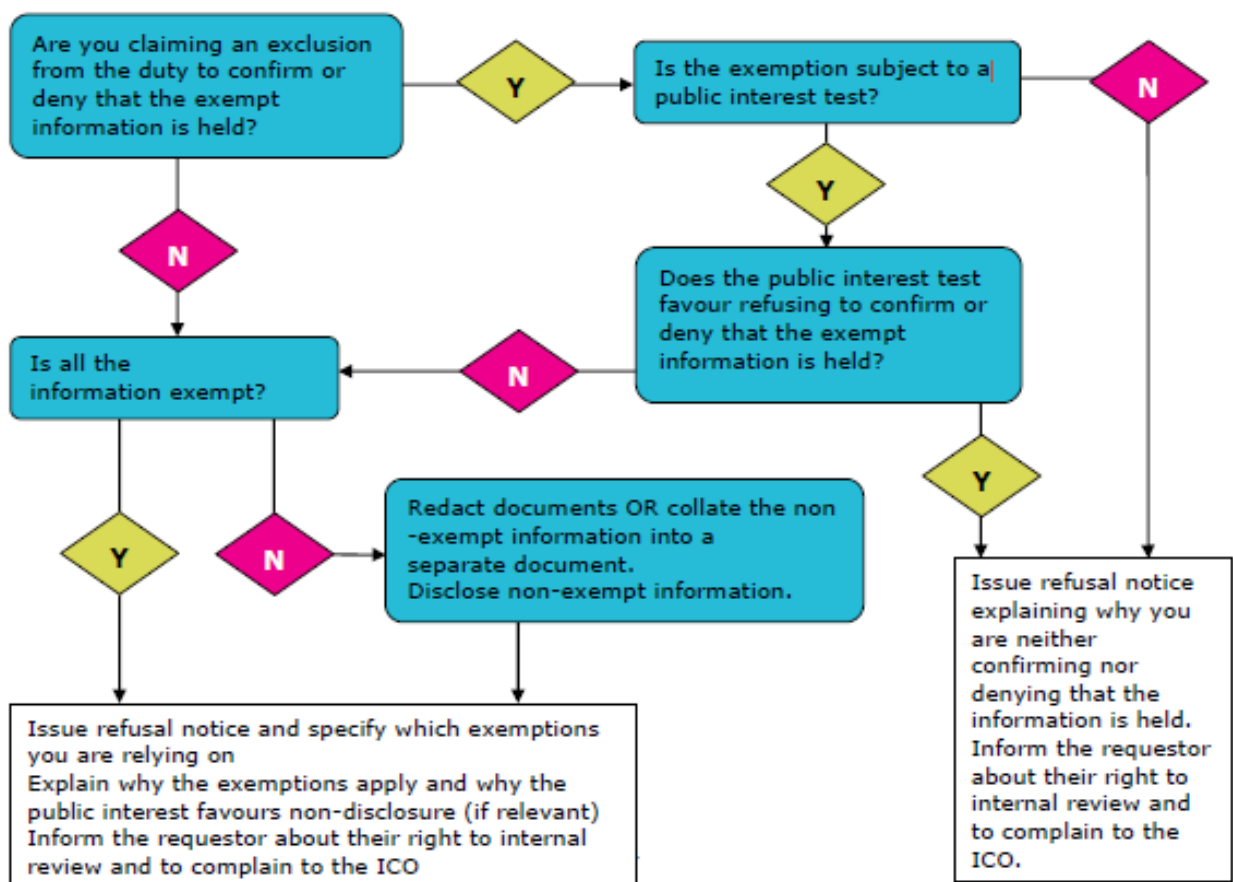 Are you claiming an exclusion
from the duty to confirm or
deny that the exempt
information is held?
Y
Is the exemption subject to a
public interest test?
N
Y
N
Does the public interest test
favour refusing to confirm or
deny that the exempt
information is held?
Is all the
information exempt?
N
Y
Redact documents OR collate the non
-exempt information into a
separate document.
Disclose non-exempt information.
Y
N
Issue refusal notice
explaining why you
are neither
confirming nor
denying that the
information is held.
Inform the requestor
about their right to
internal review and
to complain to the
ICO.
Issue refusal notice and specify which exemptions
you are relying on
Explain why the exemptions apply and why the
public interest favours non-disclosure (if relevant)
Inform the requestor about their right to internal
review and to complain to the ICO